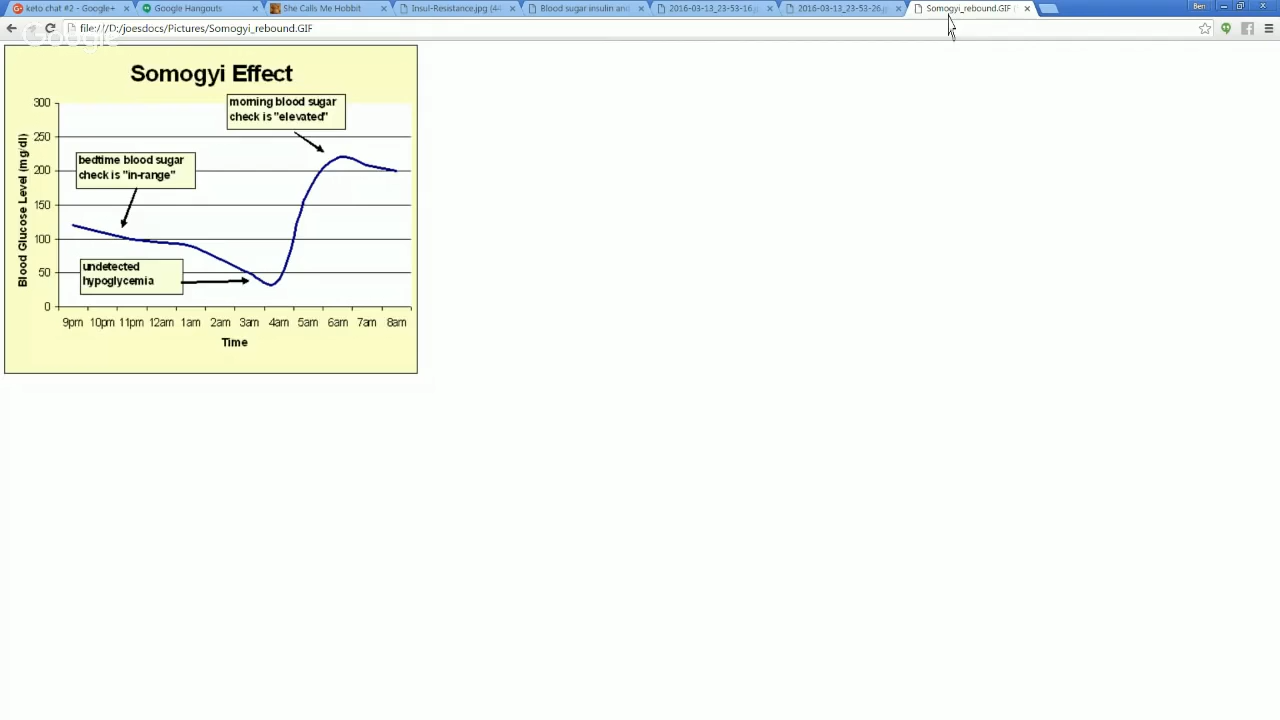 keto chat #2 - Google+
Google Hangouts
She Calls Me Hobbit
Insul-Resistance.jpg (44
Blood sugar insulin and
2016-03-13_23-53-16.j
2016-03-13_23-53-26.jp
Somogyi_rebound.GIF (
Ben
file:///D:/joesdocs/Pictures/Somogyi_rebound.GIF
Google
Somogyi Effect
morning blood sugar
check is "elevated"
bedtime blood sugar
check is "in-range"
undetected
hypoglycemia
Blood Glucose Level (mg/dl)
300
250
200
150
100
50
0
9pm 10pm 11pm 12am 1am 2am 3am 4am 5am 6am 7am 8am
Time